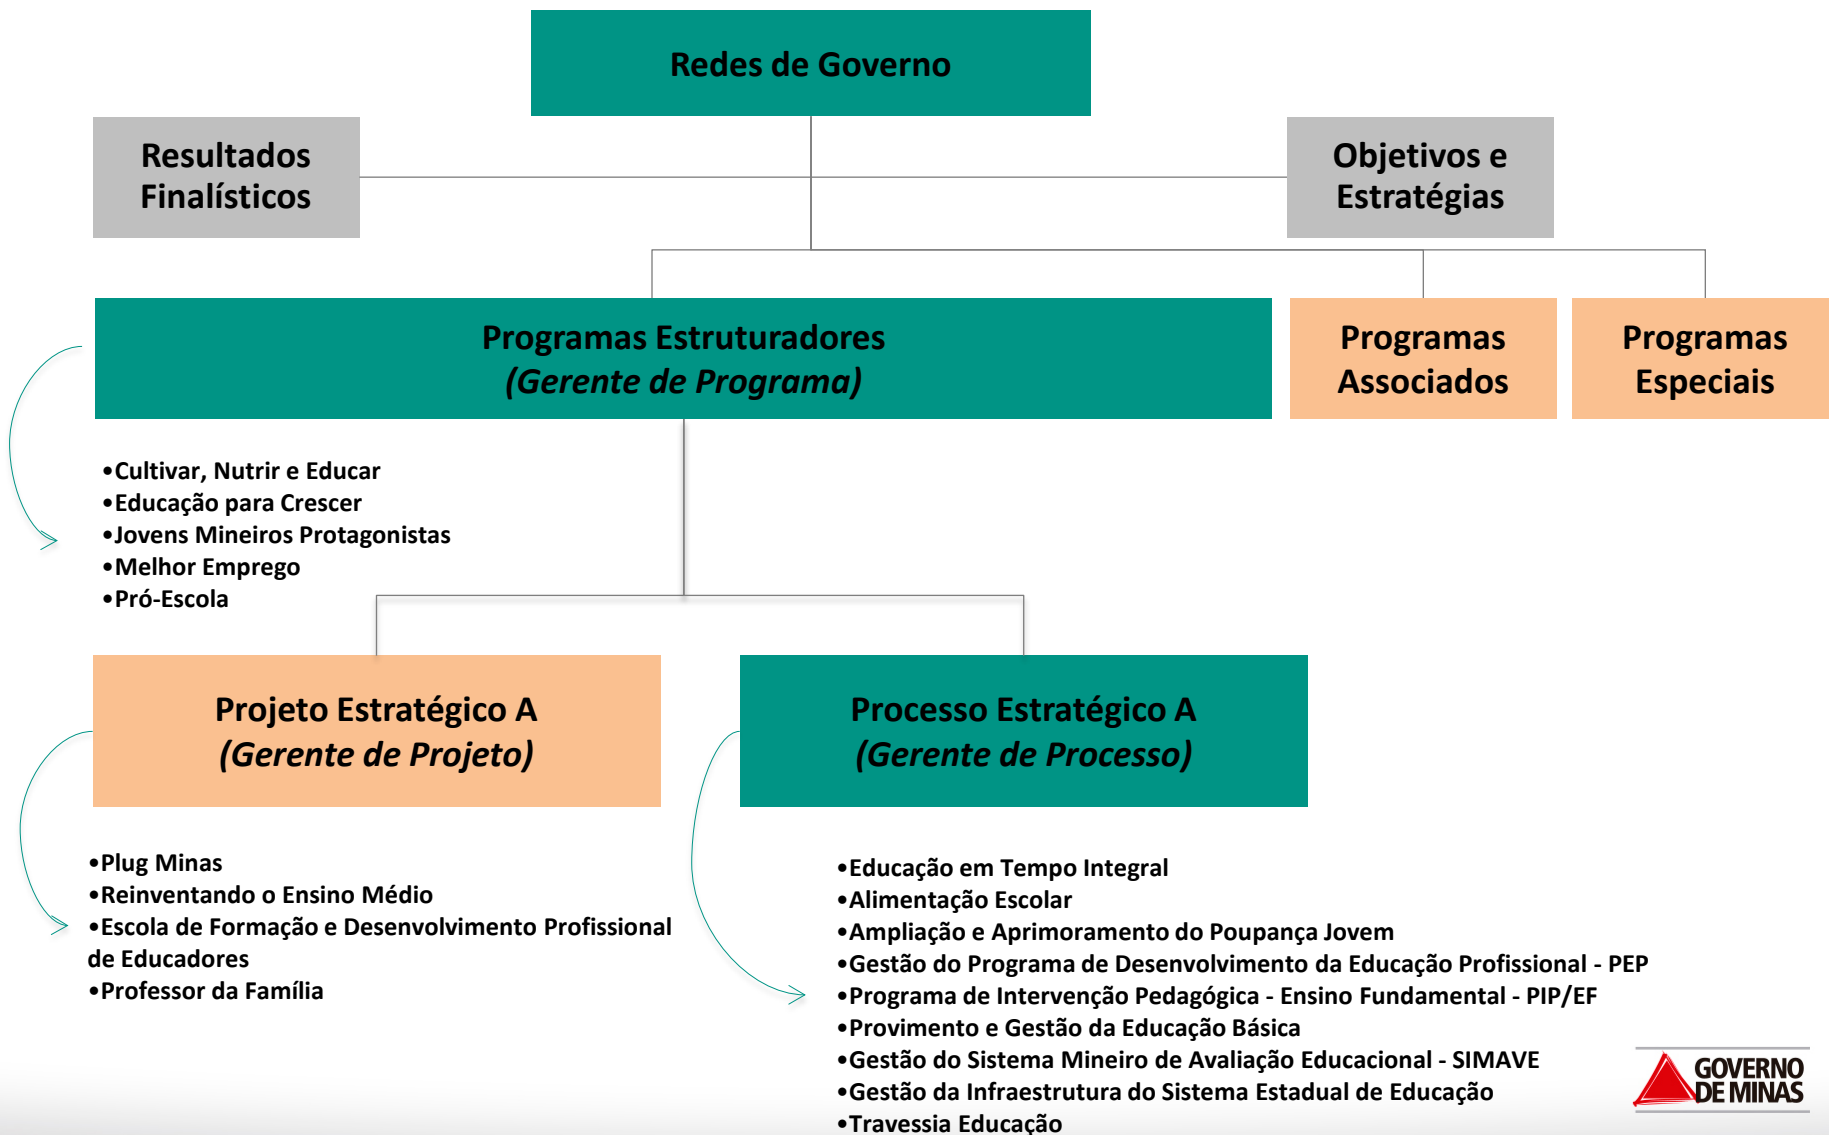 Redes de Governo
Resultados
Finalísticos
Objetivos e
Estratégias
Programas Estruturadores
(Gerente de Programa)
Programas
Associados
Programas
Especiais
•Cultivar, Nutrir e Educar
•Educação para Crescer
•Jovens Mineiros Protagonistas
•Melhor Emprego
•Pró-Escola
Projeto Estratégico A
(Gerente de Projeto)
Processo Estratégico A
(Gerente de Processo)
•Plug Minas
•Reinventando o Ensino Médio
•Escola de Formação e Desenvolvimento Profissional
de Educadores
•Professor da Família
•Educação em Tempo Integral
•Alimentação Escolar
•Ampliação e Aprimoramento do Poupança Jovem
•Gestão do Programa de Desenvolvimento da Educação Profissional - PEP
•Programa de Intervenção Pedagógica - Ensino Fundamental - PIP/EF
•Provimento e Gestão da Educação Básica
•Gestão do Sistema Mineiro de Avaliação Educacional - SIMAVE
•Gestão da Infraestrutura do Sistema Estadual de Educação
•Travessia Educação
GOVERNO
DE MINAS